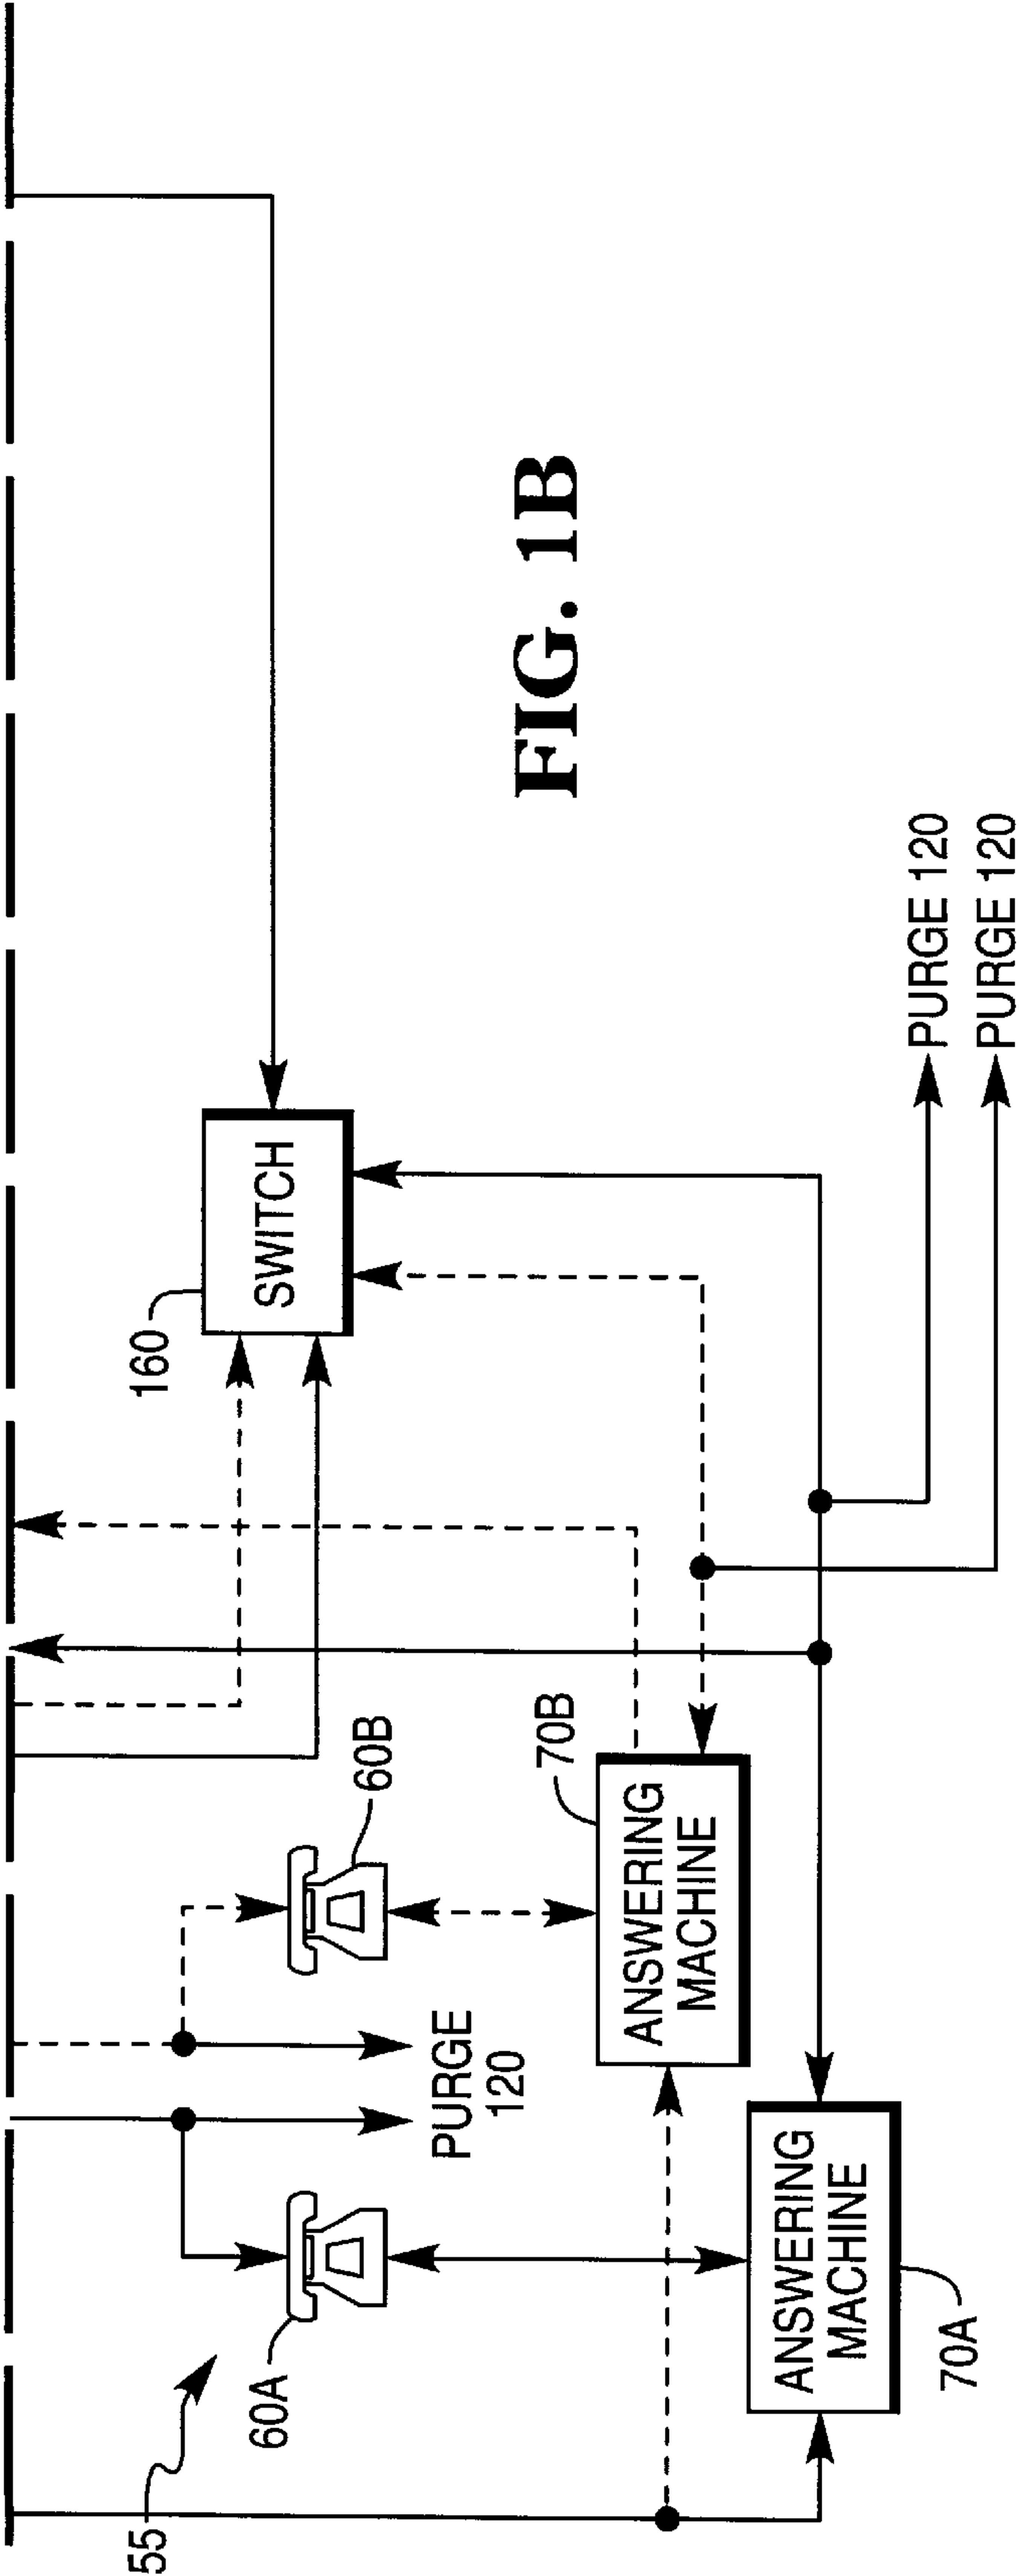 55
60A
60B
PURGE
120
160
SWITCH
70B
ANSWERING
MACHINE
ANSWERING
MACHINE
70A
PURGE 120
PURGE 120
FIG. 1B